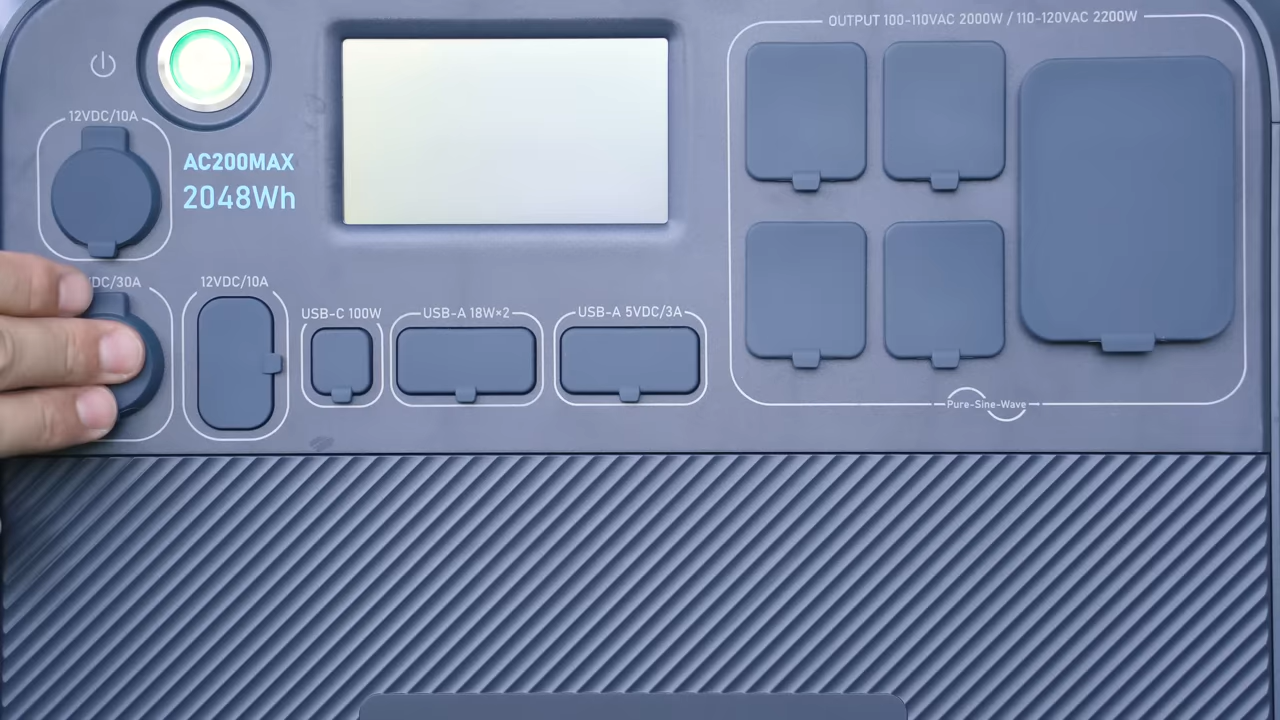 OUTPUT 100-110VAC 2000W / 110-120VAC 2200W
12VDC/10A
AC200MAX
2048Wh
DC/30A
12VDC/10A
USB-C 100W
USB-A 18W×2
USB-A 5VDC/3A
Pure-Sine-Wave